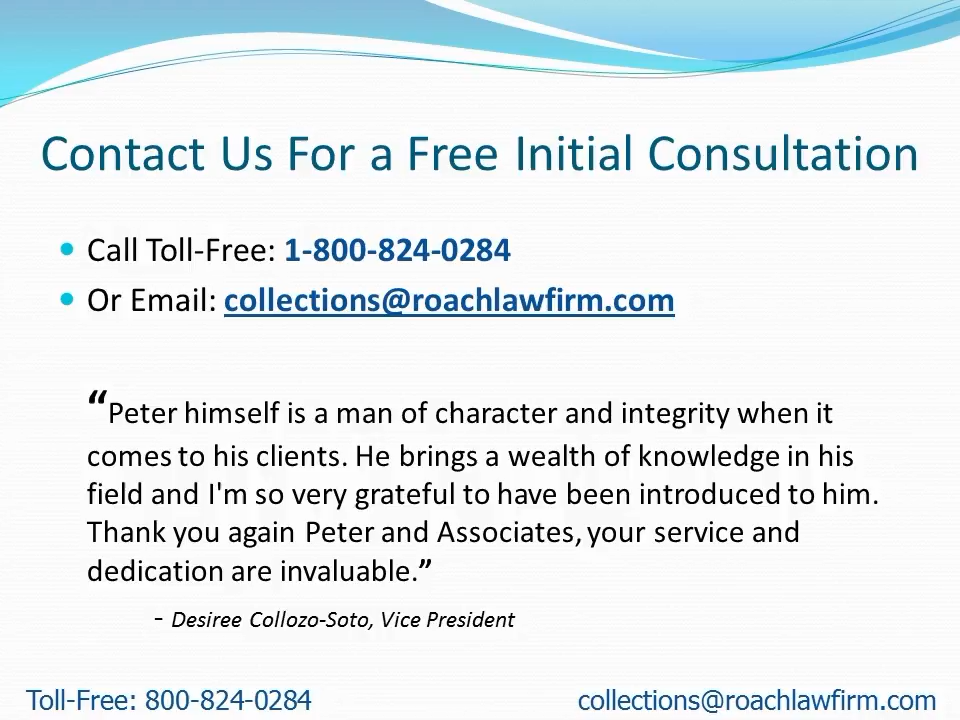 Contact Us For a Free Initial Consultation
• Call Toll-Free: 1-800-824-0284
• Or Email: collections@roachlawfirm.com
“Peter himself is a man of character and integrity when it
comes to his clients. He brings a wealth of knowledge in his
field and I'm so very grateful to have been introduced to him.
Thank you again Peter and Associates, your service and
dedication are invaluable.”
- Desiree Collozo-Soto, Vice President
Toll-Free: 800-824-0284
collections@roachlawfirm.com